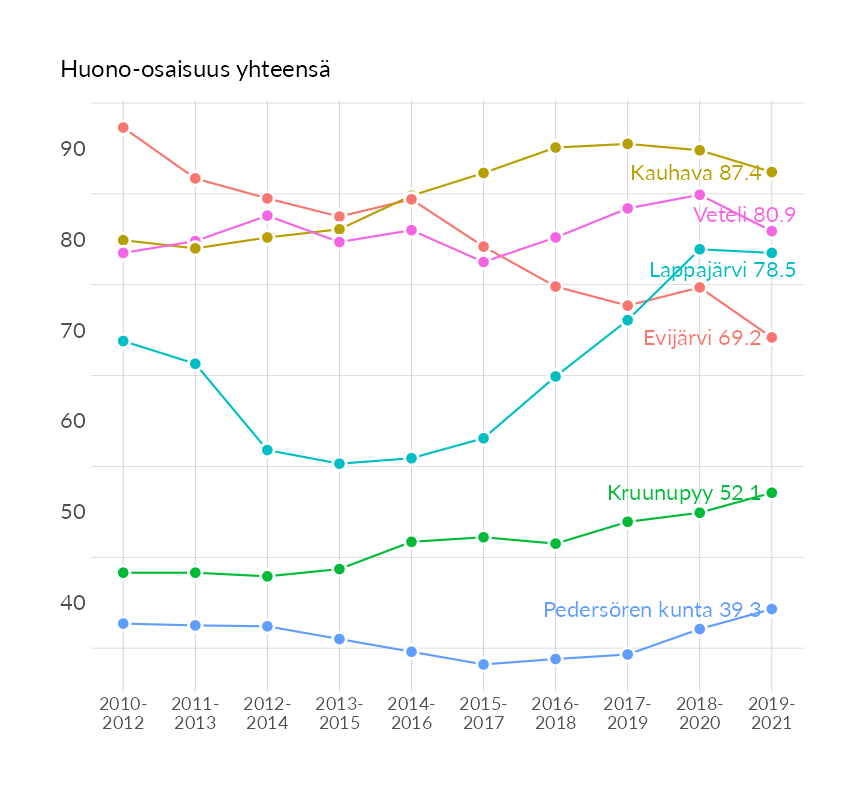 Huono-osaisuus yhteensä
90
80
70
60
50
40
Kauhava 87.4
Veteli 80.9
Lappajärvi 78.5
Evijärvi 69.2
Kruunupyy 52.1
Pedersören kunta 39.3
2010- 2011- 2012- 2013- 2014- 2015- 2016- 2017- 2018- 2019-
2012 2013 2014 2015 2016 2017 2018 2019 2020 2021